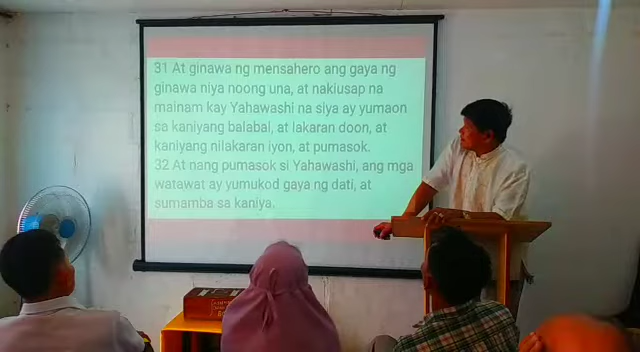 31 At ginawa ng mensahero ang gaya ng
ginawa niya noong una, at nakiusap na
mainam kay Yahawashi na siya ay yumaon
sa kaniyang balabal, at lakaran doon, at
kaniyang nilakaran iyon, at pumasok.
32 At nang pumasok si Yahawashi, ang mga
watawat ay yumukod gaya ng dati, at
sumamba sa kaniya.